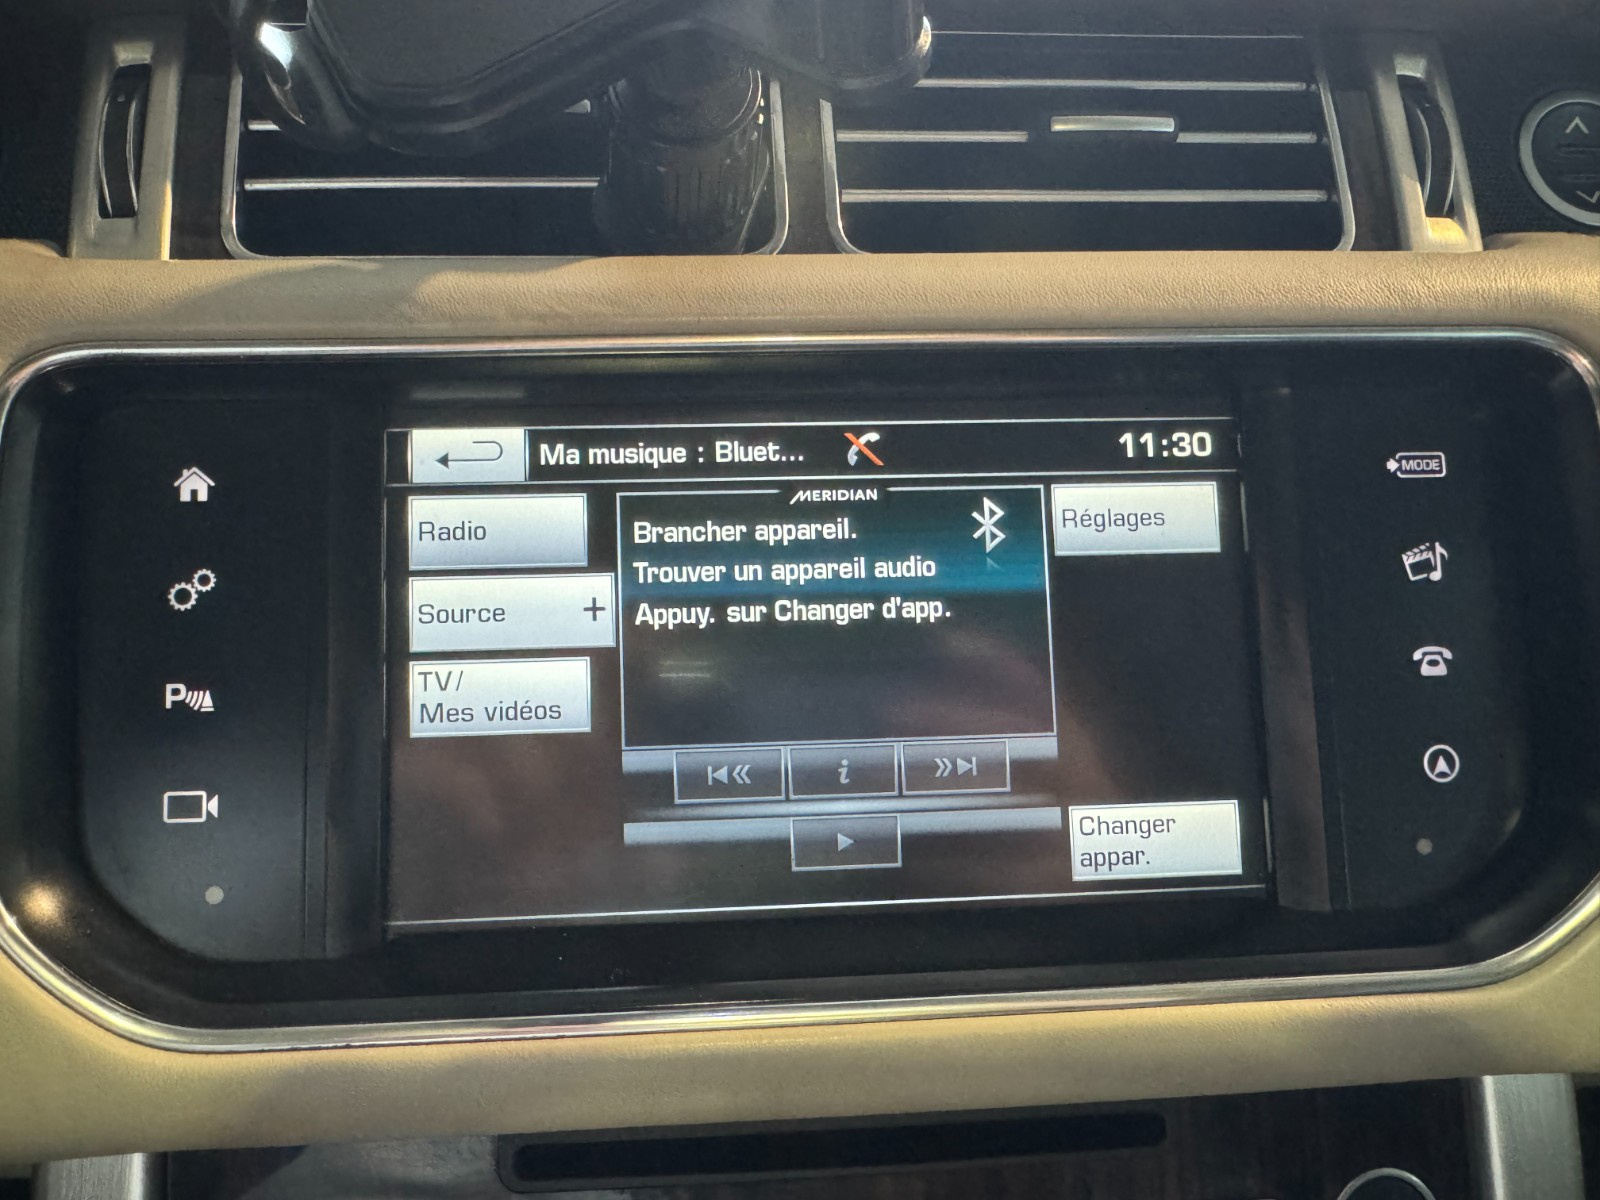 Ma musique : Bluet...
11:30
MERIDIAN
Radio
Source +
TV/
Mes vidéos
Brancher appareil.
Trouver un appareil audio
Appuy. sur Changer d'app.
Réglages
i
Changer
appar.
P
MODE